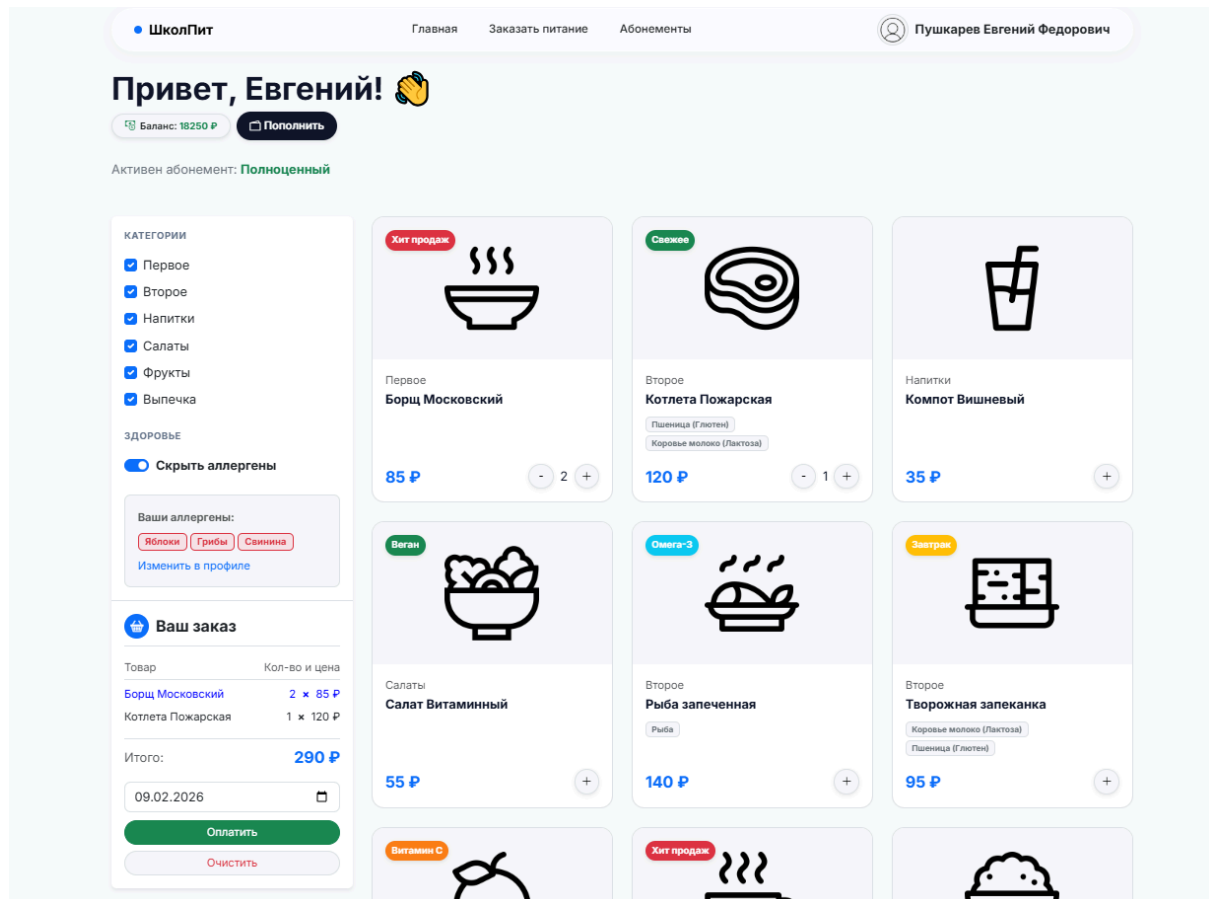 ШколПит
Главная Заказать питание Абонементы
Пушкарев Евгений Федорович
Привет, Евгений! 👋
Баланс: 18250 ₽ Пополнить
Активен абонемент: Полноценный
КАТЕГОРИИ
Первое
Второе
Напитки
Салаты
Фрукты
Выпечка
ЗДОРОВЬЕ
Скрыть аллергены
Ваши аллергены:
Яблоки Грибы Свинина
Изменить в профиле
Ваш заказ
Товар Кол-во и цена
Борщ Московский 2 × 85 ₽
Котлета Пожарская 1 × 120 ₽
Итого: 290 ₽
09.02.2026
Оплатить
Очистить
Хит продаж
Первое
Борщ Московский
85 ₽ - 2 +
Свежее
Второе
Котлета Пожарская
Пшеница (Глютен)
Коровье молоко (Лактоза)
120 ₽ - 1 +
Напитки
Компот Вишневый
35 ₽ +
Веган
Салаты
Салат Витаминный
55 ₽ +
Омега-3
Второе
Рыба запеченная
Рыба
140 ₽ +
Завтрак
Второе
Творожная запеканка
Коровье молоко (Лактоза)
Пшеница (Глютен)
95 ₽ +
Витамин С
Хит продаж